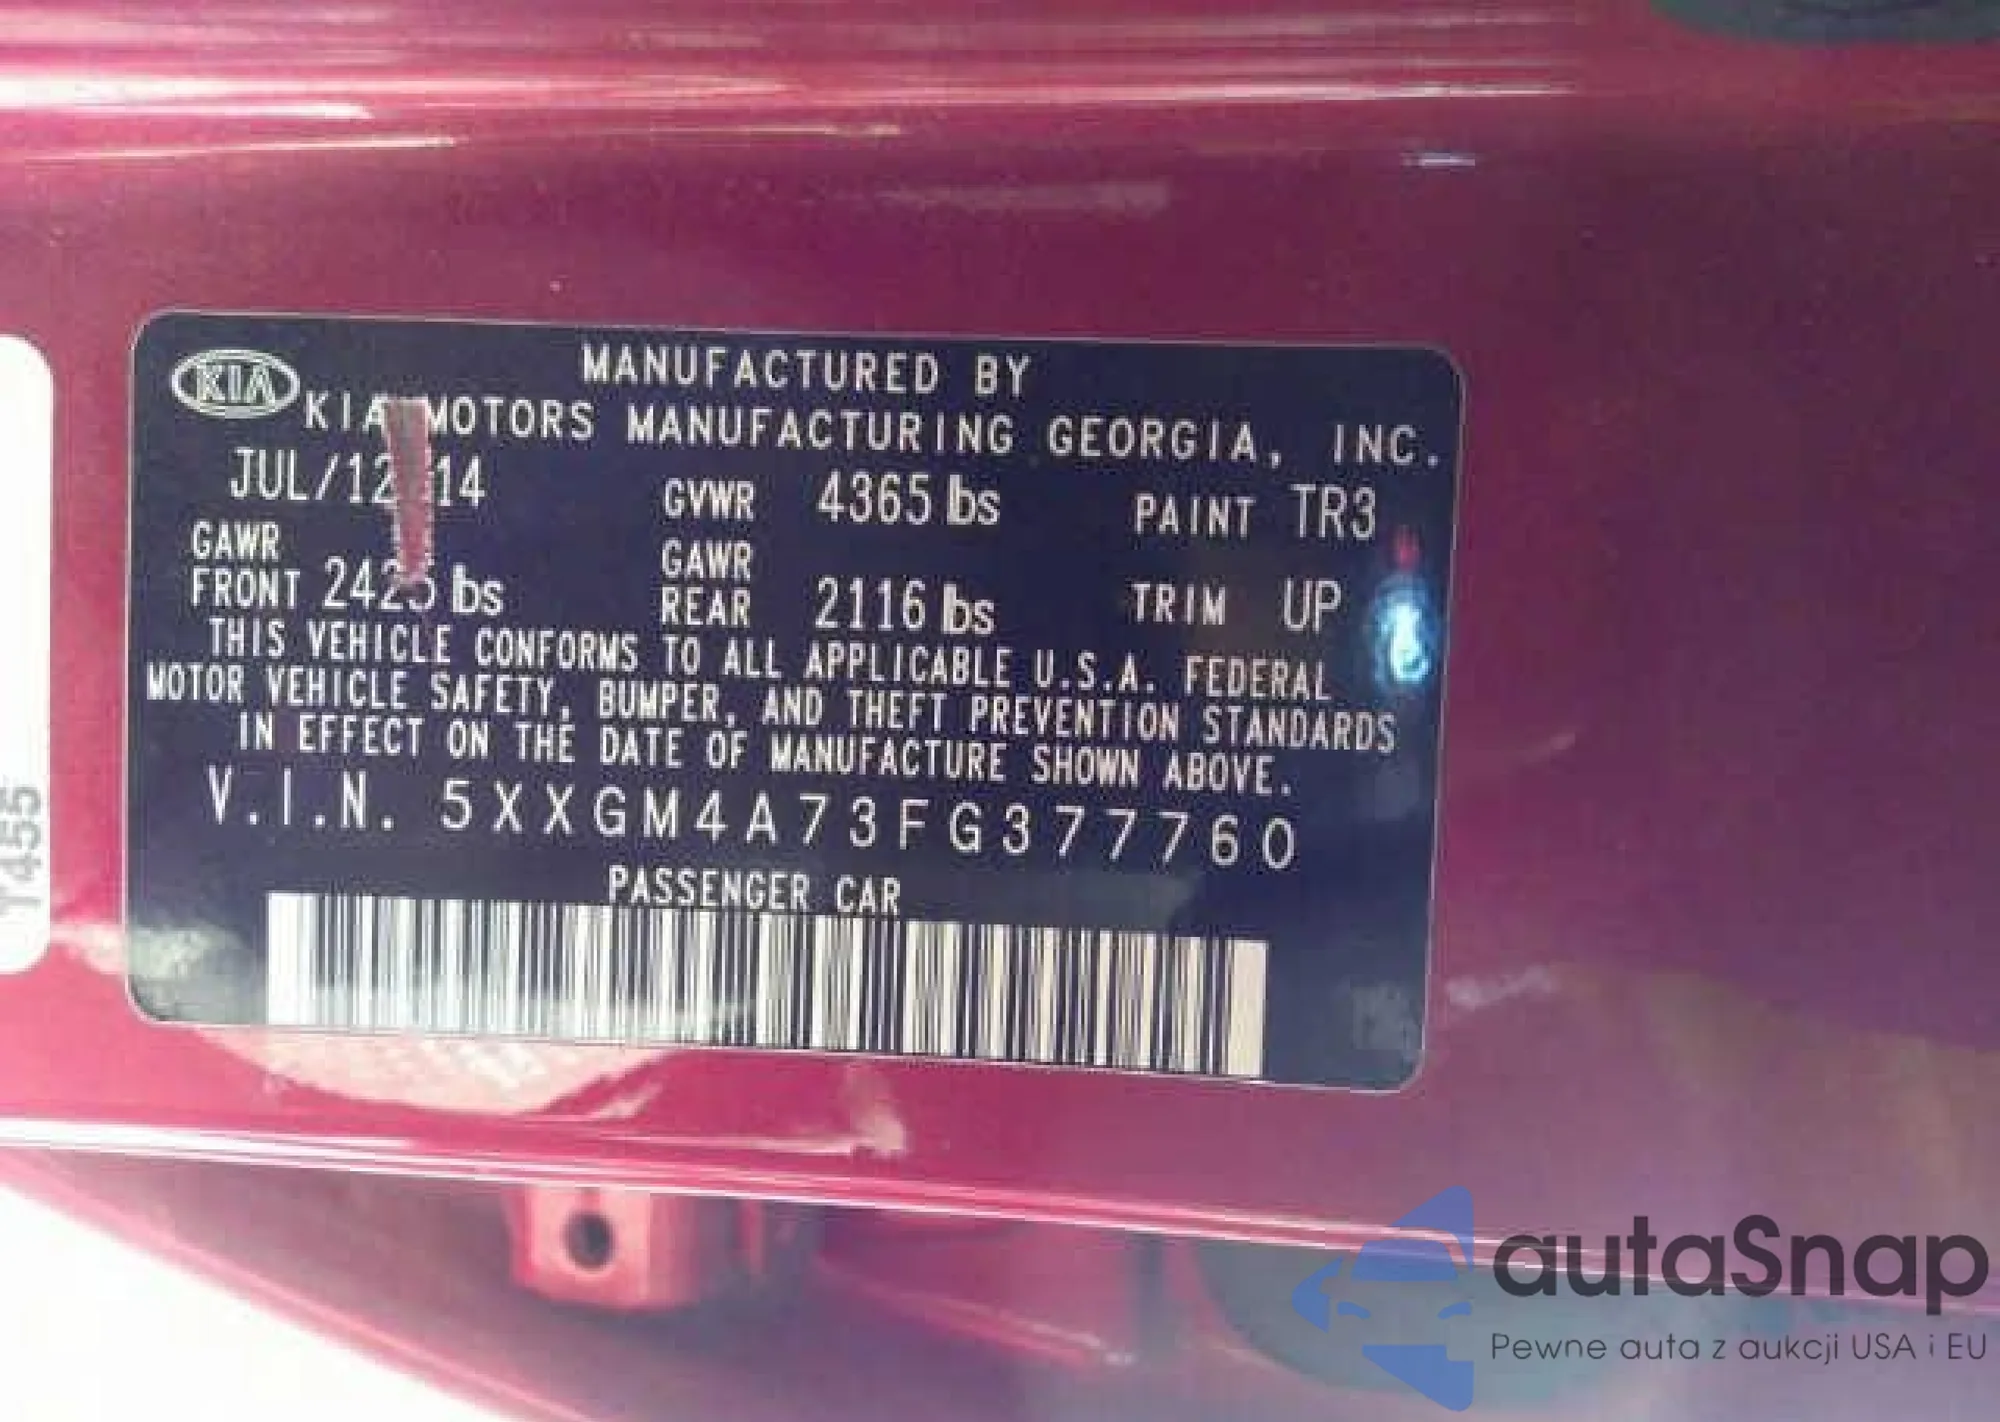 KIA
MANUFACTURED BY
KIA MOTORS MANUFACTURING GEORGIA, INC.
GVWR 4365 lbs PAINT TR3
GAWR FRONT GAWR REAR 2116 lbs TRIM UP
THIS VEHICLE CONFORMS TO ALL APPLICABLE U.S.A. FEDERAL
MOTOR VEHICLE SAFETY, BUMPER, AND THEFT PREVENTION STANDARDS
IN EFFECT ON THE DATE OF MANUFACTURE SHOWN ABOVE.
V.I.N. 5XXGM4A73FG377760
PASSENGER CAR
autaSnap
Pewne auta z aukcji USA i EU